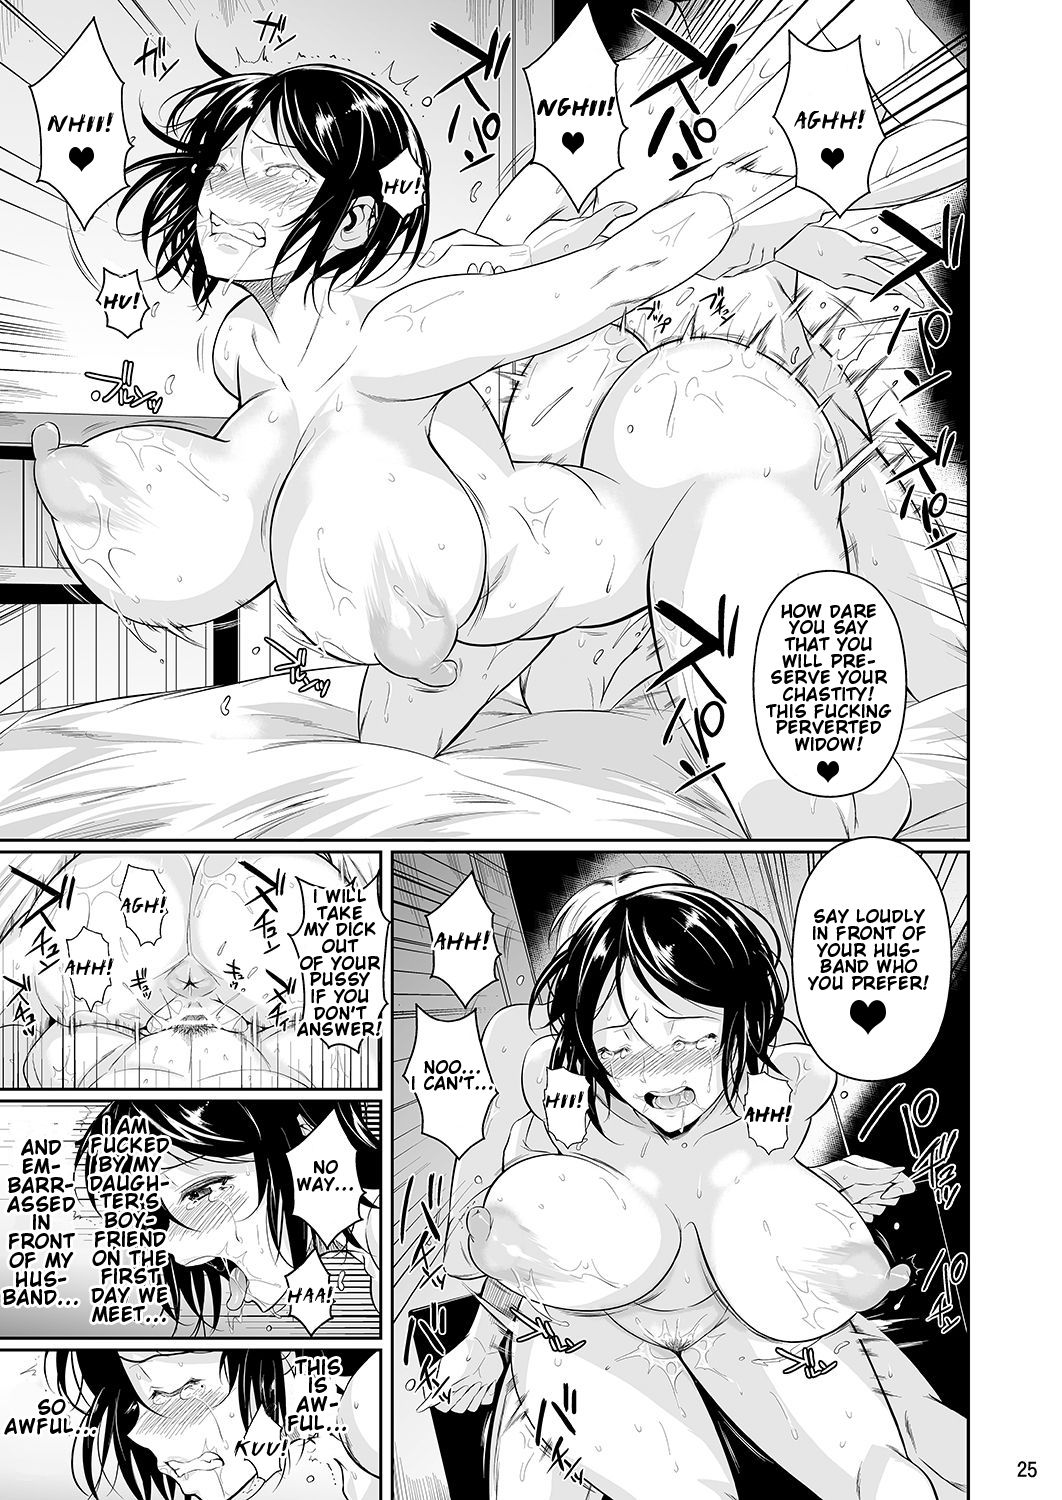 AGHH!
♥
NGHII!
♥
HU!
NHII!
♥
HU!
HOW DARE
YOU SAY
THAT YOU
WILL PRE-
SERVE YOUR
CHASTITY!
THIS FUCKING
PERVERTED
WIDOW!
♥
SAY LOUDLY
IN FRONT OF
YOUR HUS-
BAND WHO
YOU PREFER!
♥
AHH!
NOO...
I CAN'T...
HII!
AHH!
I WILL
TAKE
MY DICK
OUT
OF YOUR
PUSSY
IF YOU
DON'T
ANSWER!
AGH!
AHH!
NO
WAY...
HAA!
I AM
FUCKED
BY MY
DAUGH-
TER'S
BOY-
FRIEND
ON THE
FIRST
DAY WE
MEET...
AND
EM-
BARR-
ASSED
IN
FRONT
OF MY
HUS-
BAND...
THIS
IS
AW-
FUL...
KUU!
SO
AWFUL...
25